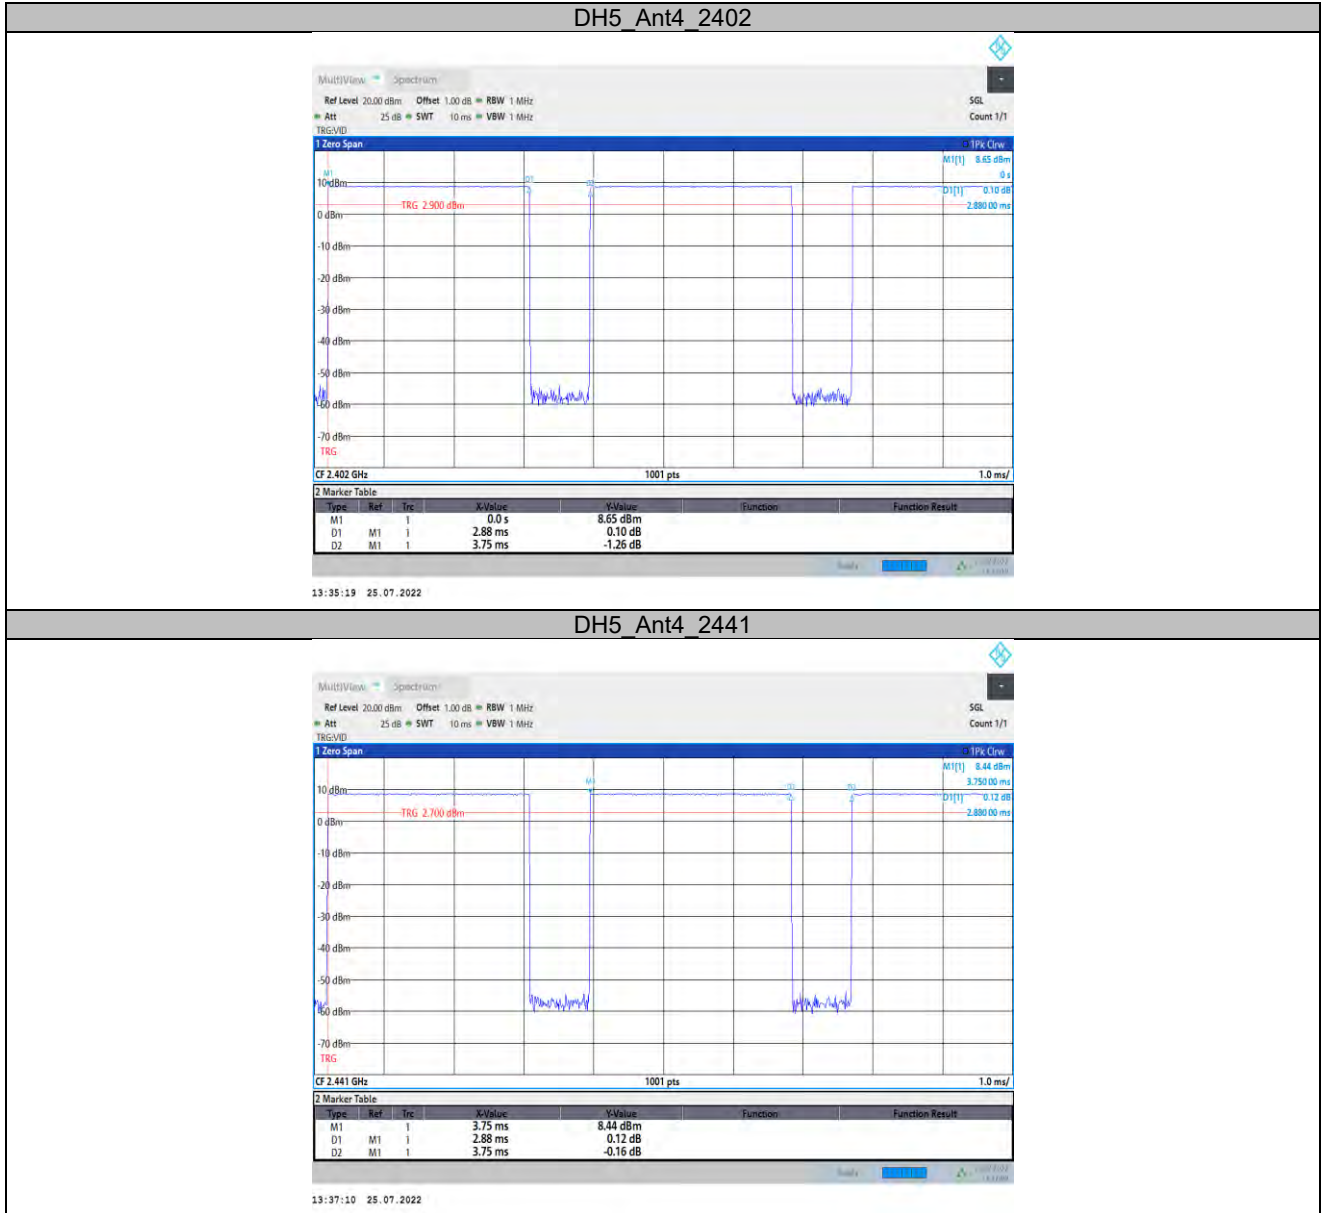 DH5_Ant4_2402
MultiView Spectrum
Ref Level 20.00 dBm Offset 1.00 dB RBW 1 MHz SGL
Att 25 dB SWT 10 ms VBW 1 MHz Count 1/1
TRG:VID
1 Zero Span 1Pk Clrw
M1[1] 8.65 dBm
0 s
D1[1] 0.10 dB
2.880 00 ms
M1
D1
D2
10 dBm
TRG 2.900 dBm
0 dBm
-10 dBm
-20 dBm
-30 dBm
-40 dBm
-50 dBm
-60 dBm
-70 dBm
TRG
CF 2.402 GHz 1001 pts 1.0 ms/
2 Marker Table
Type Ref Trc X-Value Y-Value Function Function Result
M1 1 0.0 s 8.65 dBm
D1 M1 1 2.88 ms 0.10 dB
D2 M1 1 3.75 ms -1.26 dB
Ready
13:35:19 25.07.2022
DH5_Ant4_2441
MultiView Spectrum
Ref Level 20.00 dBm Offset 1.00 dB RBW 1 MHz SGL
Att 25 dB SWT 10 ms VBW 1 MHz Count 1/1
TRG:VID
1 Zero Span 1Pk Clrw
M1[1] 8.44 dBm
3.750 00 ms
D1[1] 0.12 dB
2.880 00 ms
M1
D1
D2
10 dBm
TRG 2.700 dBm
0 dBm
-10 dBm
-20 dBm
-30 dBm
-40 dBm
-50 dBm
-60 dBm
-70 dBm
TRG
CF 2.441 GHz 1001 pts 1.0 ms/
2 Marker Table
Type Ref Trc X-Value Y-Value Function Function Result
M1 1 3.75 ms 8.44 dBm
D1 M1 1 2.88 ms 0.12 dB
D2 M1 1 3.75 ms -0.16 dB
Ready
13:37:10 25.07.2022